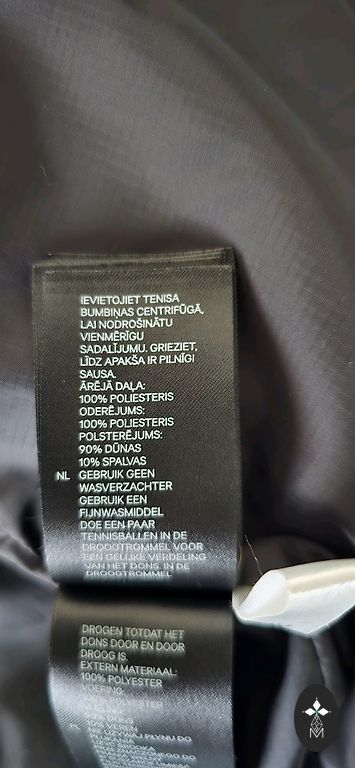 IEVIETOJIET TENISA
BUMBIŅAS CENTRIFŪGĀ,
LAI NODROŠINĀTU
VIENMĒRĪGU
SADALĪJUMU. GRIEZIET,
LĪDZ APAKŠA IR PILNĪGI
SAUSA.
ĀRĒJĀ DAĻA:
100% POLIESTERIS
ODERĒJUMS:
100% POLIESTERIS
POLSTERĒJUMS:
90% DŪNAS
10% SPALVAS
NL GEBRUIK GEEN
WASVERZACHTER
GEBRUIK EEN
FIJNWASMIDDEL
DOE EEN PAAR
TENNISBALLEN IN DE
DROOGTROMMEL VOOR
EEN GELIJKE VERDELING
VAN HET DONS. IN DE
DROOGTROMMEL
DROGEN TOTDAT HET
DONS DOOR EN DOOR
DROOG IS.
EXTERN MATERIAAL:
100% POLYESTER
VOERING:
POLYESTER
M